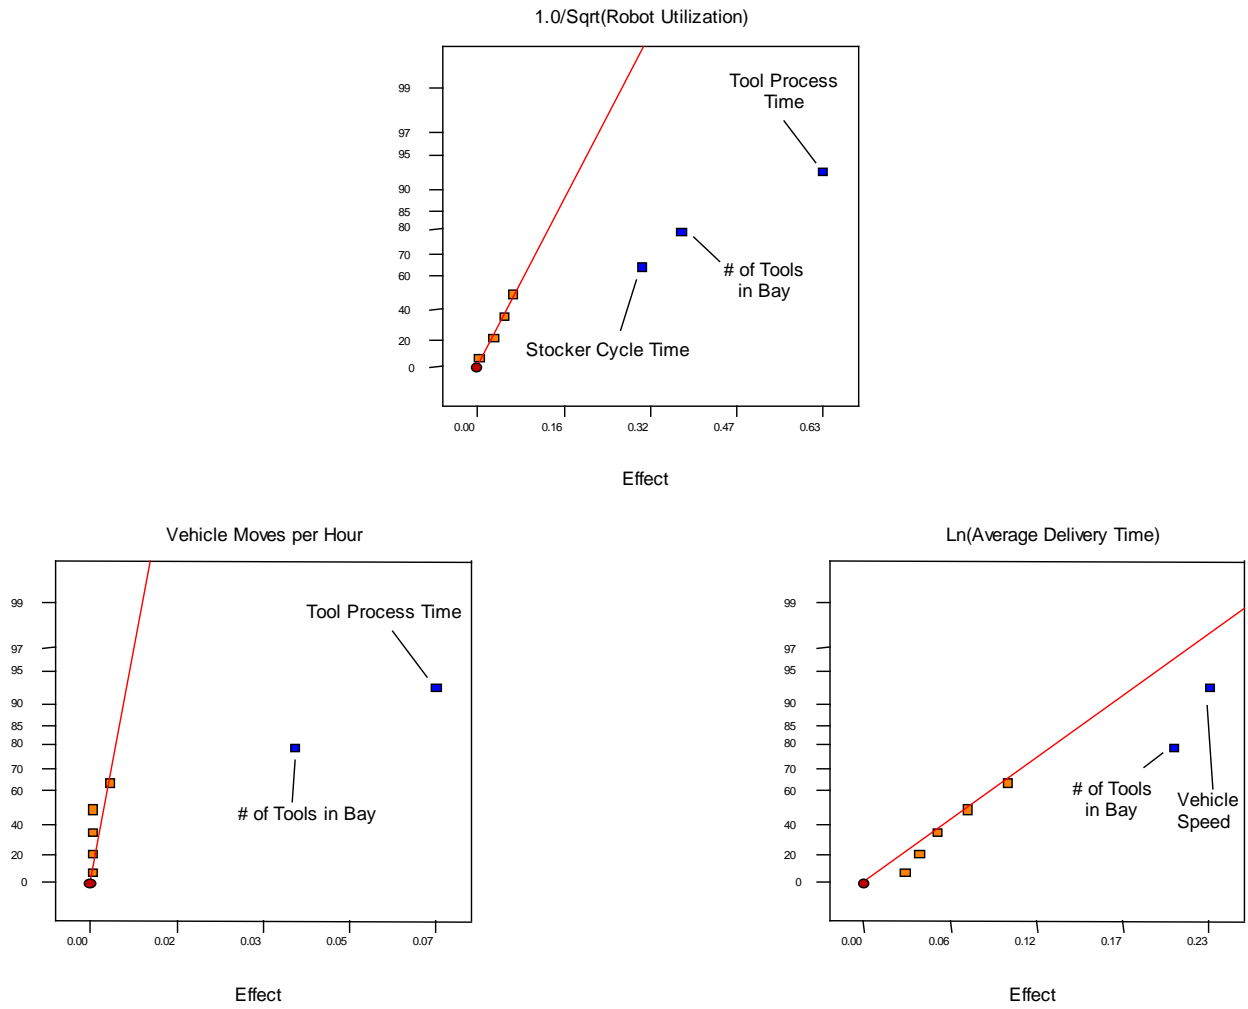 1.0/Sqrt(Robot Utilization)
Tool Process
Time
99
97
95
90
85
80
70
60
40
20
0
# of Tools
in Bay
Stocker Cycle Time
0.00 0.16 0.32 0.47 0.63
Effect
Vehicle Moves per Hour
99
97
95
90
85
80
70
60
40
20
0
Tool Process Time
# of Tools in Bay
0.00 0.02 0.03 0.05 0.07
Effect
Ln(Average Delivery Time)
99
97
95
90
85
80
70
60
40
20
0
# of Tools
in Bay
Vehicle
Speed
0.00 0.06 0.12 0.17 0.23
Effect